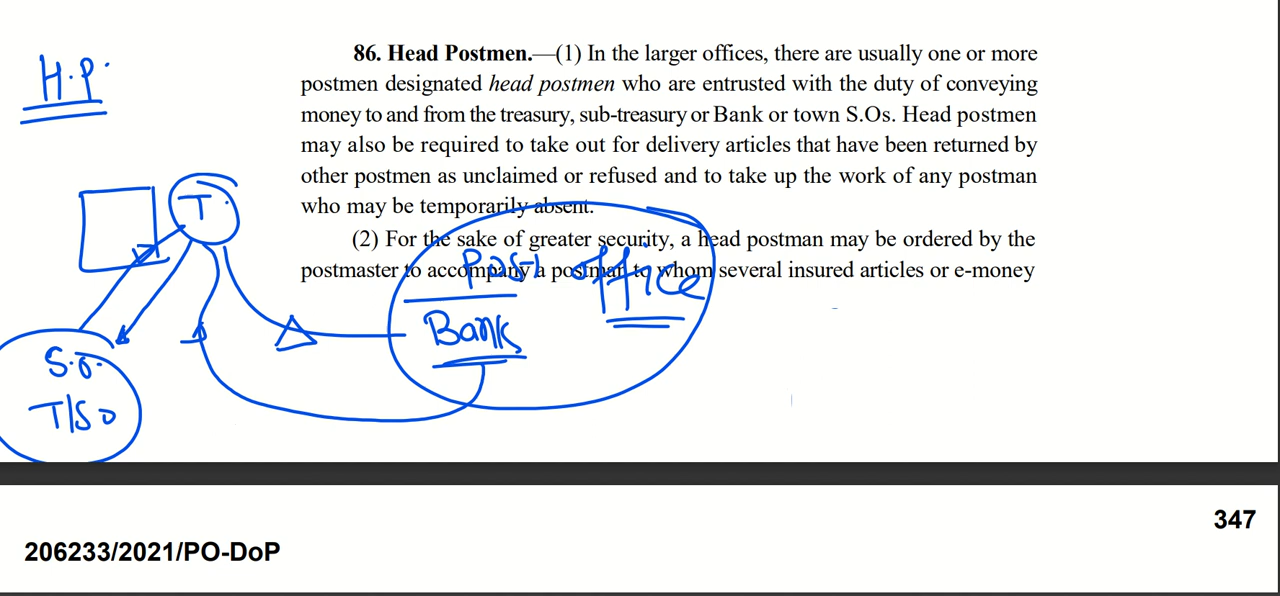 H.P.
86. Head Postmen.—(1) In the larger offices, there are usually one or more
postmen designated head postmen who are entrusted with the duty of conveying
money to and from the treasury, sub-treasury or Bank or town S.Os. Head postmen
may also be required to take out for delivery articles that have been returned by
other postmen as unclaimed or refused and to take up the work of any postman
who may be temporarily absent.
(2) For the sake of greater security, a head postman may be ordered by the
postmaster to accompany a postman to whom several insured articles or e-money
T.
Post office
Bank
S.O.
T/SO
347
206233/2021/PO-DoP